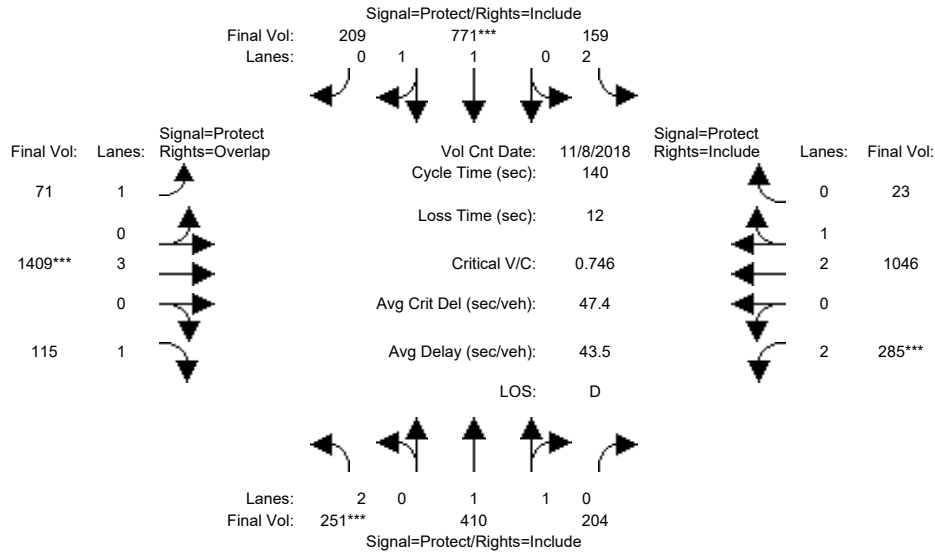 Signal=Protect/Rights=Include
Final Vol: 209 771*** 159
Lanes: 0 1 1 0 2
Signal=Protect
Rights=Overlap
Final Vol: Lanes:
Vol Cnt Date: 11/8/2018
Cycle Time (sec): 140
Signal=Protect
Rights=Include
Lanes: Final Vol:
71 1
0 23
Loss Time (sec): 12
0
1
1409*** 3
Critical V/C: 0.746
2 1046
0
Avg Crit Del (sec/veh): 47.4
0
115 1
Avg Delay (sec/veh): 43.5
2 285***
LOS: D
Lanes: 2 0 1 1 0
Final Vol: 251*** 410 204
Signal=Protect/Rights=Include